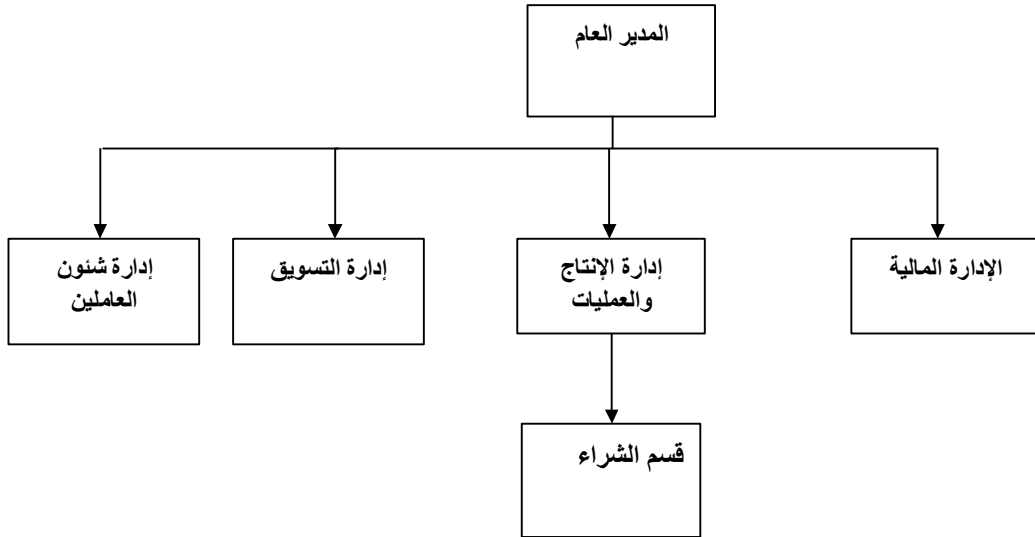 المدير العام
الإدارة المالية
إدارة الإنتاج
والعمليات
إدارة التسويق
إدارة شئون
العاملين
قسم الشراء